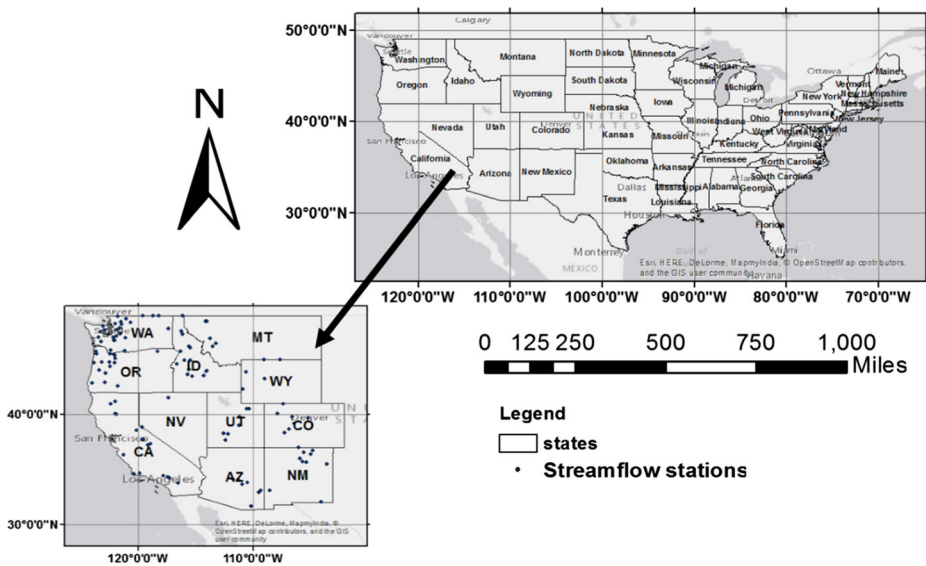 Calgary
50°0'0"N
Vancouver
Seattle
Washington
Montana
North Dakota
Minnesota
Michigan
Ottawa
Maine
Oregon
Idaho
South Dakota
Wisconsin
Michigan
Vermont
New Hampshire
Wyoming
Detroit
New York
Massachusetts
Iowa
Nebraska
Pennsylvania
New Jersey
40°0'0"N
Nevada
Utah
Colorado
Denver
UNITED
STATES
Kansas
Missouri
Illinois
Indiana
Ohio
West Virginia
Maryland
Virginia
Kentucky
San Francisco
California
Los Angeles
Arizona
New Mexico
Oklahoma
Arkansas
Tennessee
North Carolina
South Carolina
Atlanta
Dallas
Mississippi
Alabama
Georgia
Texas
Louisiana
30°0'0"N
Houston
Florida
Monterrey
Gulf of
Miami
MÉXICO
Esri, HERE, DeLorme, MapmyIndia, © OpenStreetMap contributors,
and the GIS user community
Havana
120°0'0"W 110°0'0"W 100°0'0"W 90°0'0"W 80°0'0"W 70°0'0"W
N
0 125 250 500 750 1,000
Miles
Legend
states
Streamflow stations
Vancouver
WA
MT
OR
ID
WY
40°0'0"N
NV
UT
Denver
CO
UNI
STA
San Francisco
CA
Los Angeles
AZ
NM
30°0'0"N
Esri, HERE, DeLorme, MapmyIndia, ©
OpenStreetMap contributors, and the GIS
user community
120°0'0"W 110°0'0"W